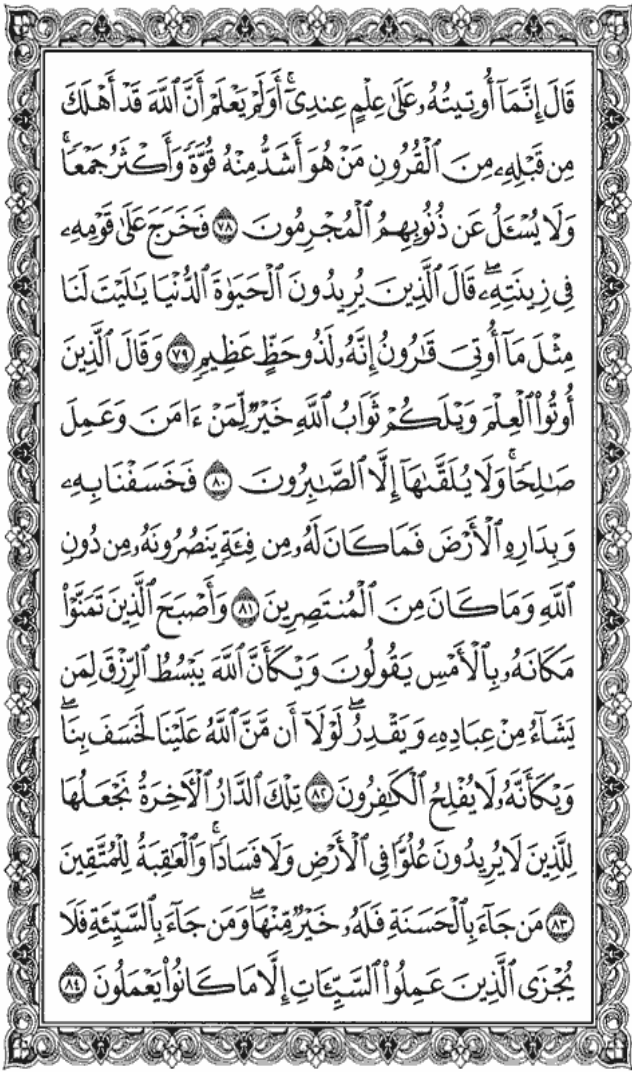 قَالَ إِنَّمَآ أُوتِيتُهُۥ عَلَىٰ عِلْمٍ عِندِىٓۚ أَوَلَمْ يَعْلَمْ أَنَّ ٱللَّهَ قَدْ أَهْلَكَ
مِن قَبْلِهِۦ مِنَ ٱلْقُرُونِ مَنْ هُوَ أَشَدُّ مِنْهُ قُوَّةً وَأَكْثَرُ جَمْعًاۚ
وَلَا يُسْـَٔلُ عَن ذُنُوبِهِمُ ٱلْمُجْرِمُونَ ٧٨ فَخَرَجَ عَلَىٰ قَوْمِهِۦ
فِى زِينَتِهِۦۖ قَالَ ٱلَّذِينَ يُرِيدُونَ ٱلْحَيَوٰةَ ٱلدُّنْيَا يَٰلَيْتَ لَنَا
مِثْلَ مَآ أُوتِىَ قَٰرُونُ إِنَّهُۥ لَذُو حَظٍّ عَظِيمٍ ٧٩ وَقَالَ ٱلَّذِينَ
أُوتُوا۟ ٱلْعِلْمَ وَيْلَكُمْ ثَوَابُ ٱللَّهِ خَيْرٌ لِّمَنْ ءَامَنَ وَعَمِلَ
صَٰلِحًاۚ وَلَا يُلَقَّىٰهَآ إِلَّا ٱلصَّٰبِرُونَ ٨٠ فَخَسَفْنَا بِهِۦ
وَبِدَارِهِ ٱلْأَرْضَ فَمَا كَانَ لَهُۥ مِن فِئَةٍ يَنصُرُونَهُۥ مِن دُونِ
ٱللَّهِ وَمَا كَانَ مِنَ ٱلْمُنتَصِرِينَ ٨١ وَأَصْبَحَ ٱلَّذِينَ تَمَنَّوْا۟
مَكَانَهُۥ بِٱلْأَمْسِ يَقُولُونَ وَيْكَأَنَّ ٱللَّهَ يَبْسُطُ ٱلرِّزْقَ لِمَن
يَشَآءُ مِنْ عِبَادِهِۦ وَيَقْدِرُۖ لَوْلَآ أَن مَّنَّ ٱللَّهُ عَلَيْنَا لَخَسَفَ بِنَاۖ
وَيْكَأَنَّهُۥ لَا يُفْلِحُ ٱلْكَٰفِرُونَ ٨٢ تِلْكَ ٱلدَّارُ ٱلْءَاخِرَةُ نَجْعَلُهَا
لِلَّذِينَ لَا يُرِيدُونَ عُلُوًّا فِى ٱلْأَرْضِ وَلَا فَسَادًاۚ وَٱلْعَٰقِبَةُ لِلْمُتَّقِينَ
٨٣ مَن جَآءَ بِٱلْحَسَنَةِ فَلَهُۥ خَيْرٌ مِّنْهَاۖ وَمَن جَآءَ بِٱلسَّيِّئَةِ فَلَا
يُجْزَى ٱلَّذِينَ عَمِلُوا۟ ٱلسَّيِّـَٔاتِ إِلَّا مَا كَانُوا۟ يَعْمَلُونَ ٨٤